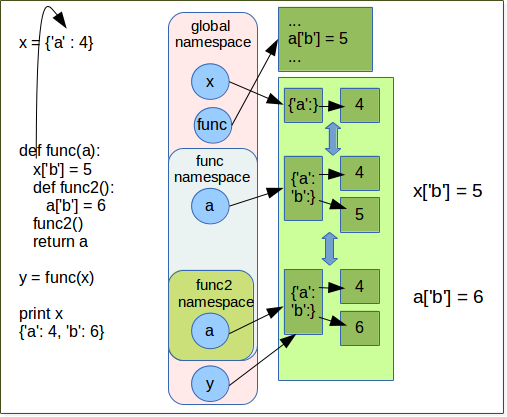 x = {'a' : 4}
def func(a):
x['b'] = 5
def func2():
a['b'] = 6
func2()
return a
y = func(x)
print x
{'a': 4, 'b': 6}
global
namespace
x
func
func
namespace
a
func2
namespace
a
y
...
a['b'] = 5
...
{'a':}
4
{'a':
'b':}
4
5
{'a':
'b':}
4
6
x['b'] = 5
a['b'] = 6